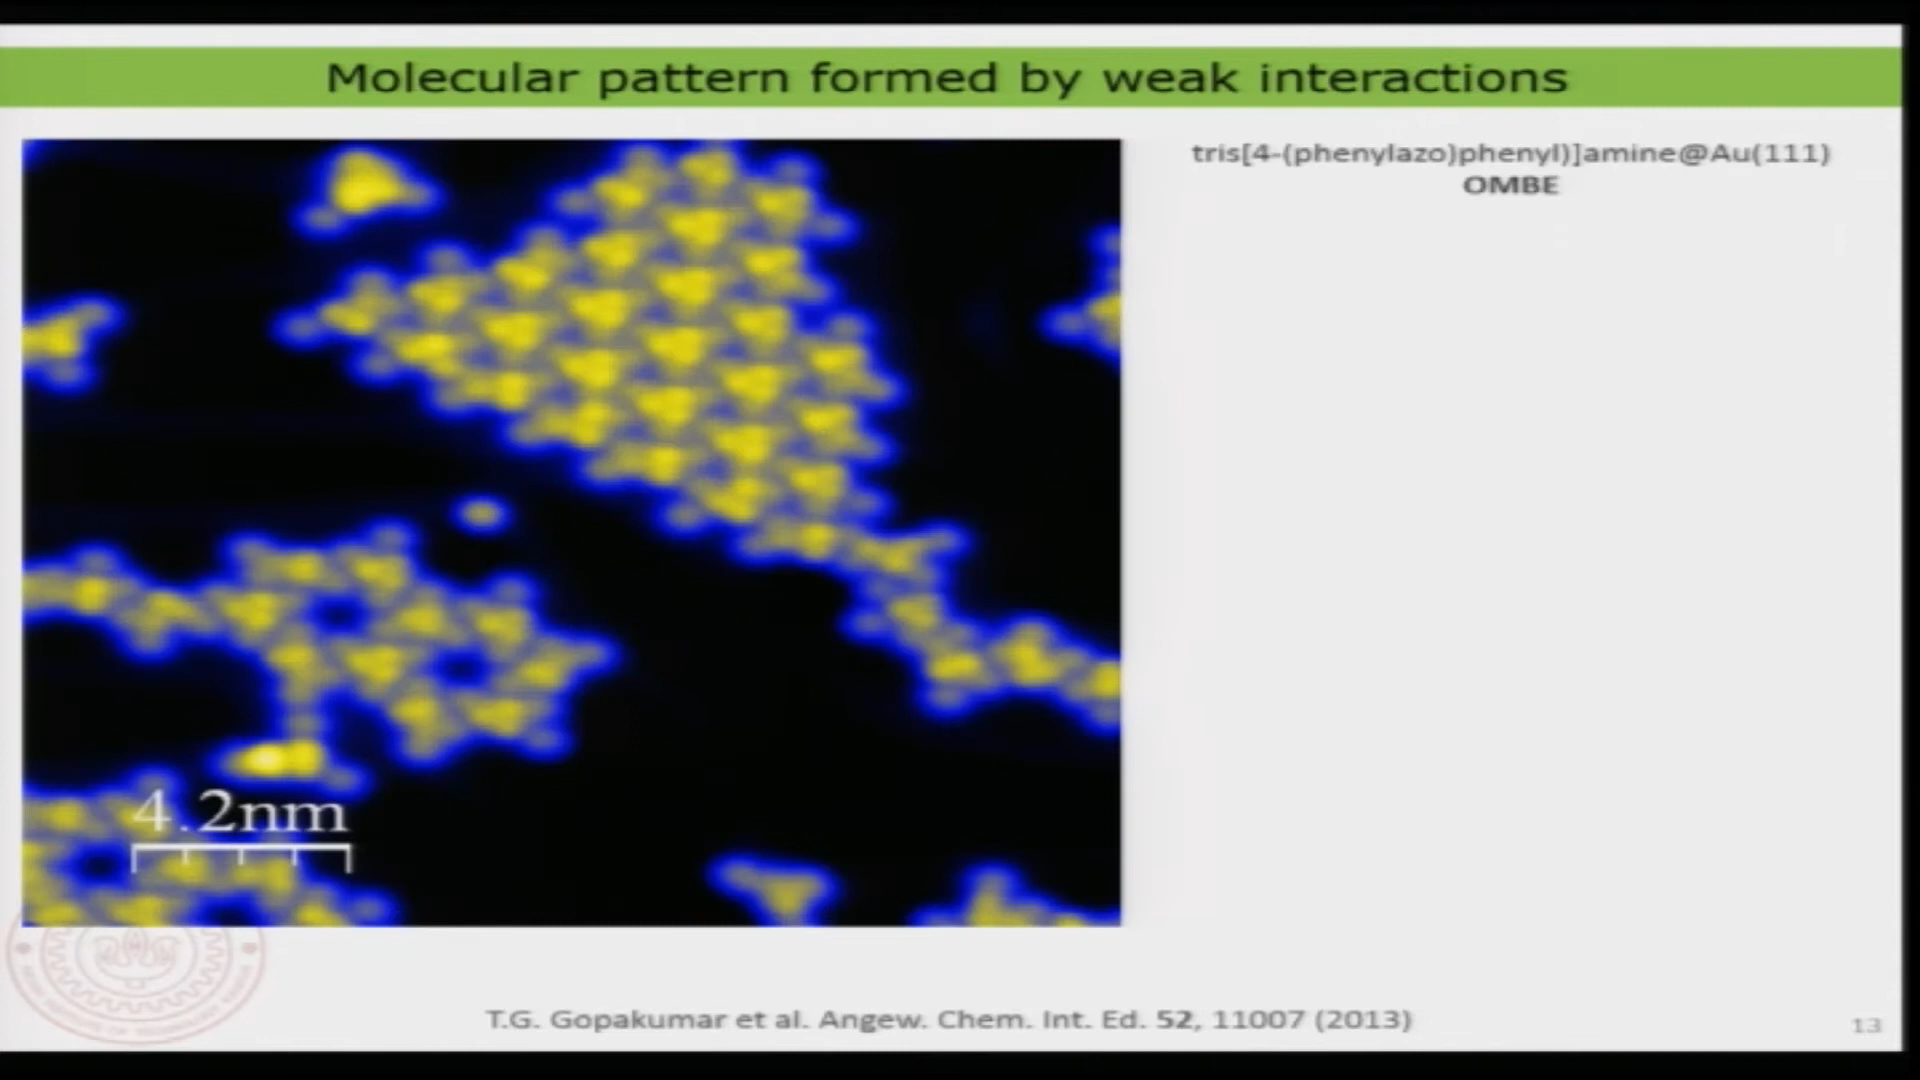 Molecular pattern formed by weak interactions
tris[4-(phenylazo)phenyl)]amine@Au(111)
OMBE
4.2nm
T.G. Gopakumar et al. Angew. Chem. Int. Ed. 52, 11007 (2013)
13